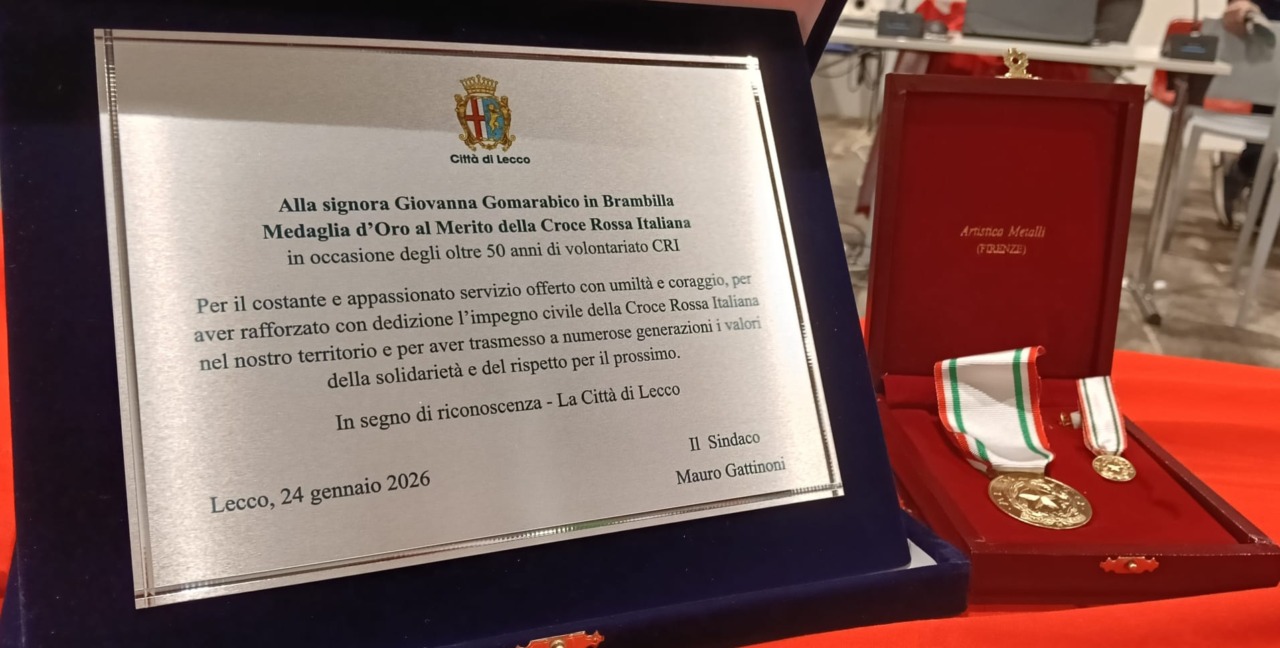 Città di Lecco
Alla signora Giovanna Gomarabico in Brambilla
Medaglia d'Oro al Merito della Croce Rossa Italiana
in occasione degli oltre 50 anni di volontariato CRI
Per il costante e appassionato servizio offerto con umiltà e coraggio, per
aver rafforzato con dedizione l'impegno civile della Croce Rossa Italiana
nel nostro territorio e per aver trasmesso a numerose generazioni i valori
della solidarietà e del rispetto per il prossimo.
In segno di riconoscenza - La Città di Lecco
Il Sindaco
Mauro Gattinoni
Lecco, 24 gennaio 2026
Artistica Metalli
(FIRENZE)